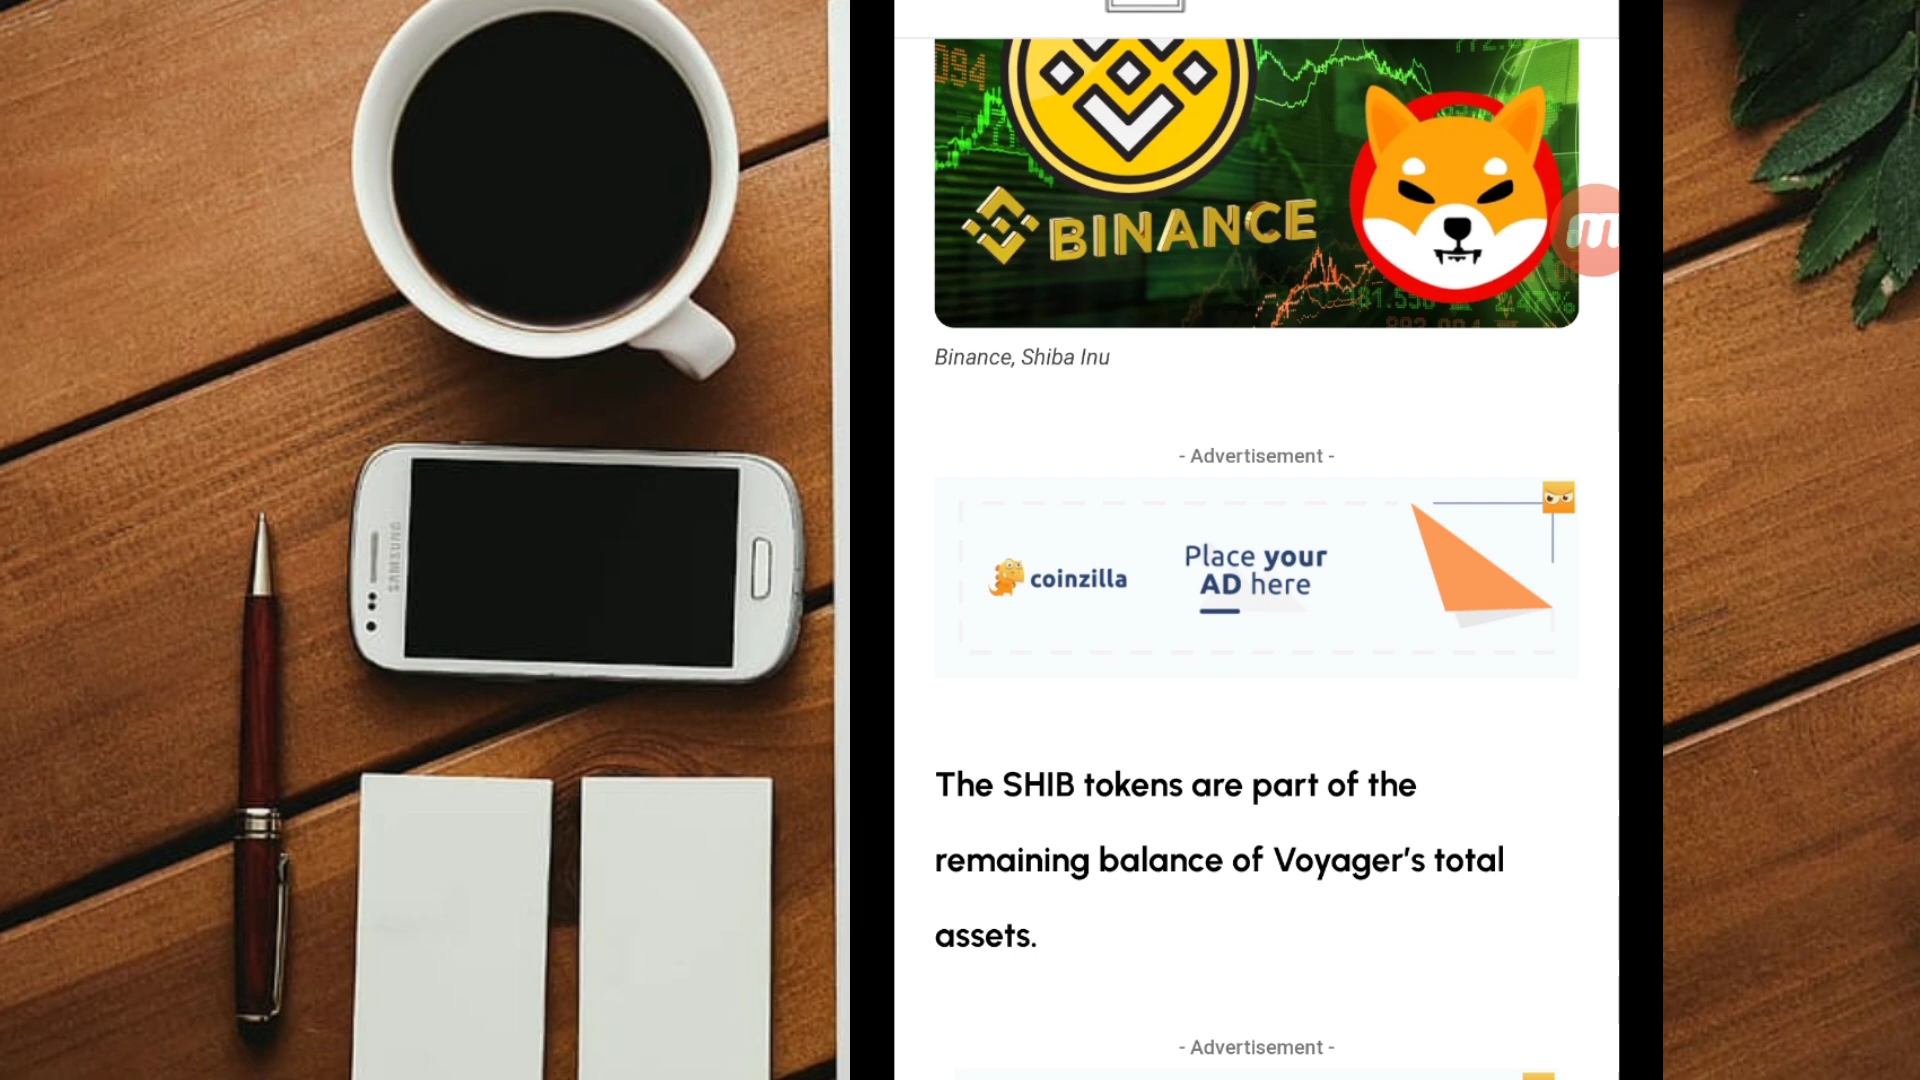 SAMSUNG
094
BINANCE
m
Binance, Shiba Inu
- Advertisement -
coinzilla
Place your
AD here
The SHIB tokens are part of the
remaining balance of Voyager’s total
assets.
- Advertisement -